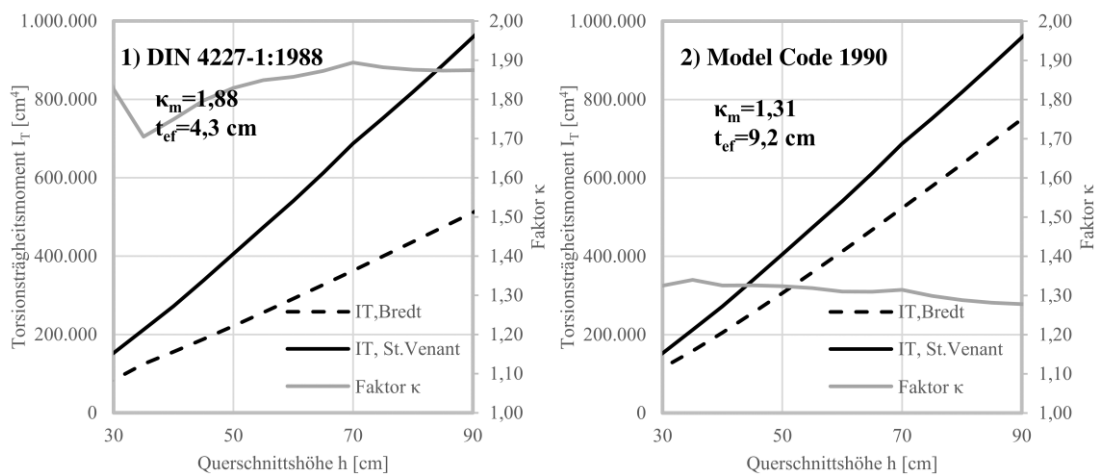 1) DIN 4227-1:1988
κm=1,88
tef=4,3 cm
Torsionsträgheitsmoment IT [cm⁴]
1.000.000
800.000
600.000
400.000
200.000
0
2,00
1,90
1,80
1,70
1,60
1,50
1,40
1,30
1,20
1,10
1,00
Faktor κ
IT,Bredt
IT, St.Venant
Faktor κ
30 50 70 90
Querschnittshöhe h [cm]
2) Model Code 1990
κm=1,31
tef=9,2 cm
Torsionsträgheitsmoment IT [cm⁴]
1.000.000
800.000
600.000
400.000
200.000
0
2,00
1,90
1,80
1,70
1,60
1,50
1,40
1,30
1,20
1,10
1,00
Faktor κ
IT,Bredt
IT, St.Venant
Faktor κ
30 50 70 90
Querschnittshöhe h [cm]